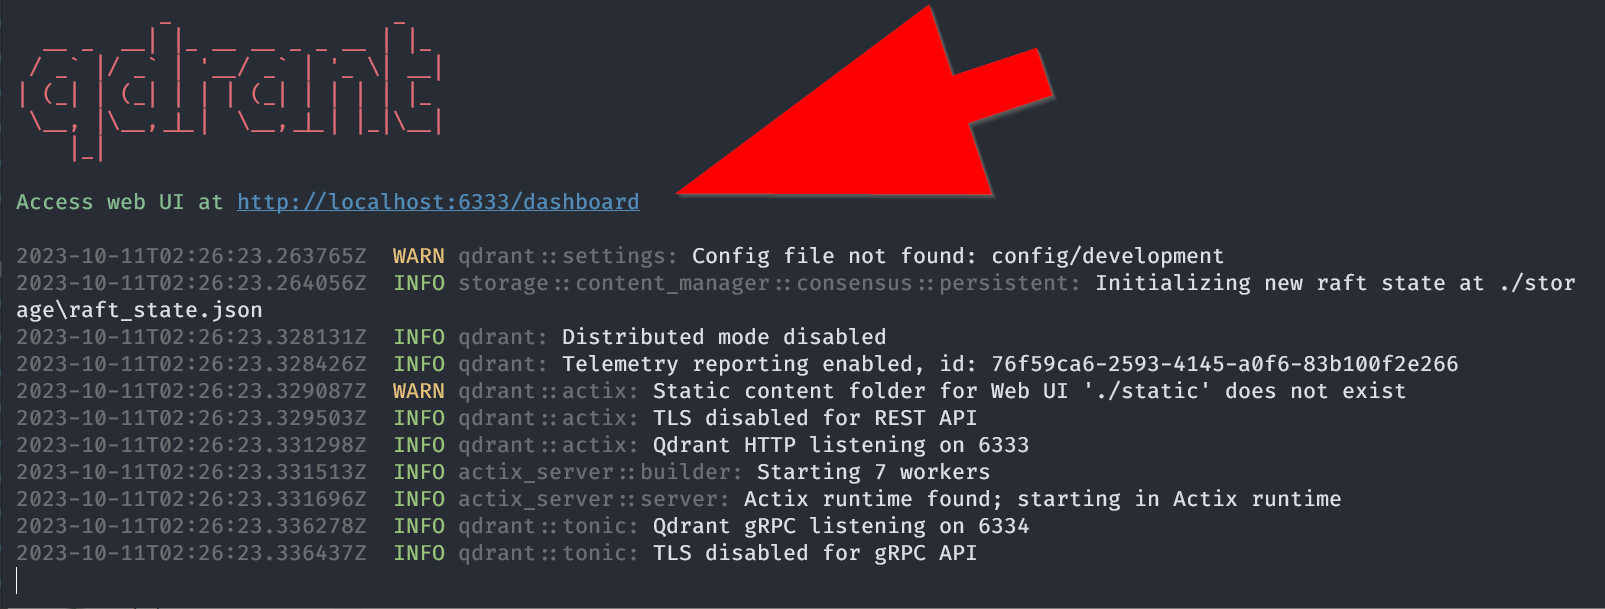 qdrant
Access web UI at http://localhost:6333/dashboard
2023-10-11T02:26:23.263765Z  WARN qdrant::settings: Config file not found: config/development
2023-10-11T02:26:23.264056Z  INFO storage::content_manager::consensus::persistent: Initializing new raft state at ./stor
age\raft_state.json
2023-10-11T02:26:23.328131Z  INFO qdrant: Distributed mode disabled
2023-10-11T02:26:23.328426Z  INFO qdrant: Telemetry reporting enabled, id: 76f59ca6-2593-4145-a0f6-83b100f2e266
2023-10-11T02:26:23.329087Z  WARN qdrant::actix: Static content folder for Web UI './static' does not exist
2023-10-11T02:26:23.329503Z  INFO qdrant::actix: TLS disabled for REST API
2023-10-11T02:26:23.331298Z  INFO qdrant::actix: Qdrant HTTP listening on 6333
2023-10-11T02:26:23.331513Z  INFO actix_server::builder: Starting 7 workers
2023-10-11T02:26:23.331696Z  INFO actix_server::server: Actix runtime found; starting in Actix runtime
2023-10-11T02:26:23.336278Z  INFO qdrant::tonic: Qdrant gRPC listening on 6334
2023-10-11T02:26:23.336437Z  INFO qdrant::tonic: TLS disabled for gRPC API